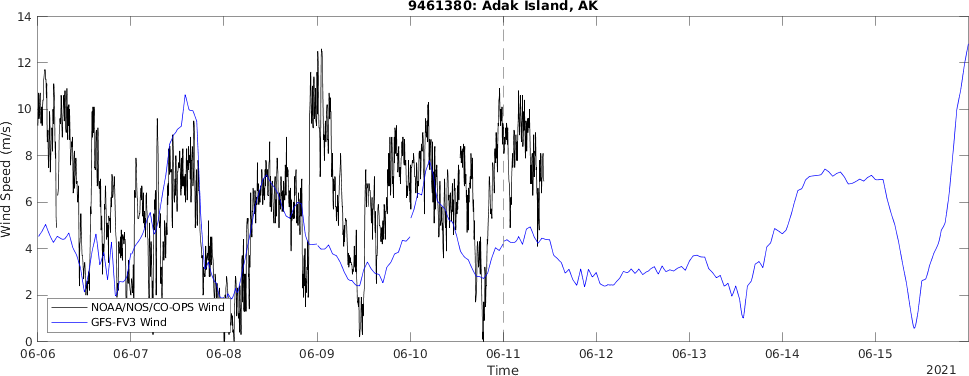 9461380: Adak Island, AK
14
12
10
8
6
4
2
0
Wind Speed (m/s)
NOAA/NOS/CO-OPS Wind
GFS-FV3 Wind
06-06 06-07 06-08 06-09 06-10 06-11 06-12 06-13 06-14 06-15
Time
2021